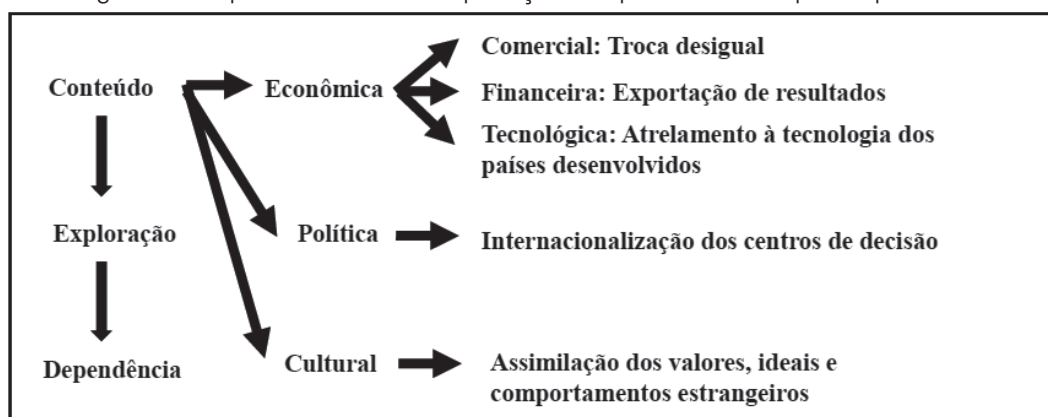 Conteúdo
Econômica
Comercial: Troca desigual
Financeira: Exportação de resultados
Tecnológica: Atrelamento à tecnologia dos
países desenvolvidos
Exploração
Política
Internacionalização dos centros de decisão
Dependência
Cultural
Assimilação dos valores, ideais e
comportamentos estrangeiros